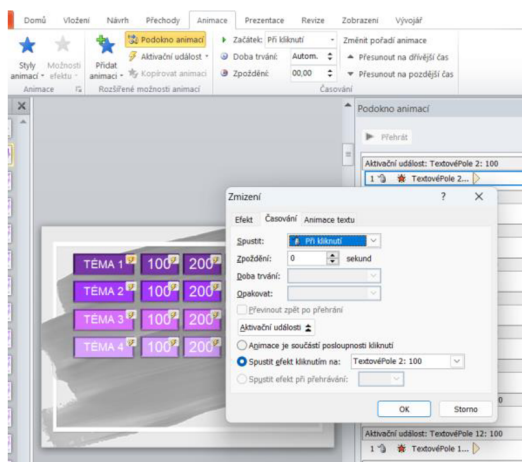 Domů Vložení Návrh Přechody Animace Prezentace Revize Zobrazení Vývojář
Podokno animací
Aktivační událost
Kopírovat animaci
Styly animací
Možnosti efektu
Přidat animaci
Animace
Rozšířené možnosti animací
Začátek: Při kliknutí
Doba trvání: Autom.
Zpoždění: 00,00
Změnit pořadí animace
Přesunout na dřívější čas
Přesunout na pozdější čas
Časování
Podokno animací
Přehrát
Aktivační událost: TextovéPole 2: 100
1 TextovéPole 2...
Zmizení ? X
Efekt Časování Animace textu
Spustit: Při kliknutí
Zpoždění: 0 sekund
Doba trvání:
Opakovat:
Převinout zpět po přehrání
Aktivační události
Animace je součástí posloupnosti kliknutí
Spustit efekt kliknutím na: TextovéPole 2: 100
Spustit efekt při přehrávání:
OK Storno
TÉMA 1 100 200
TÉMA 2 100 200
TÉMA 3 100 200
TÉMA 4 100 200
Aktivační událost: TextovéPole 12: 100
1 TextovéPole 1...